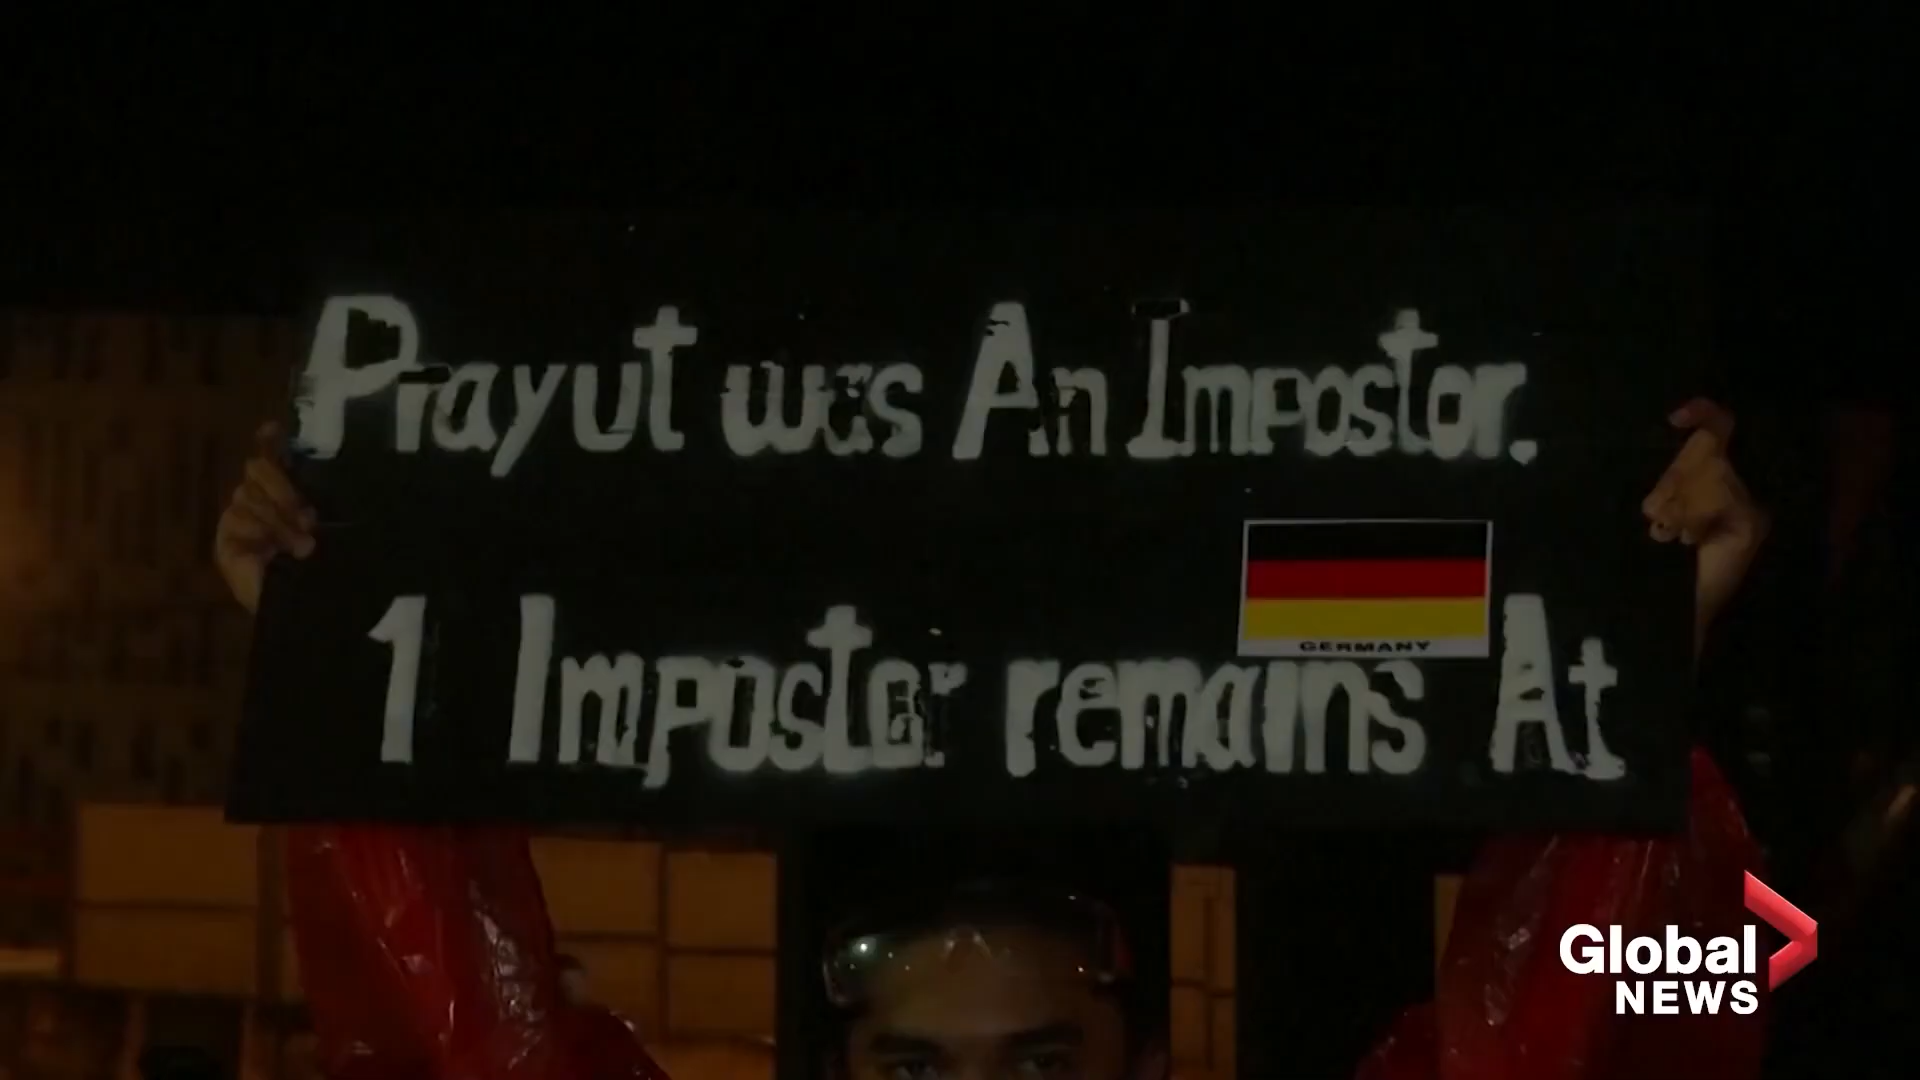 Prayut was An Impostor.
GERMANY
1 Impostor remains At
Global
NEWS